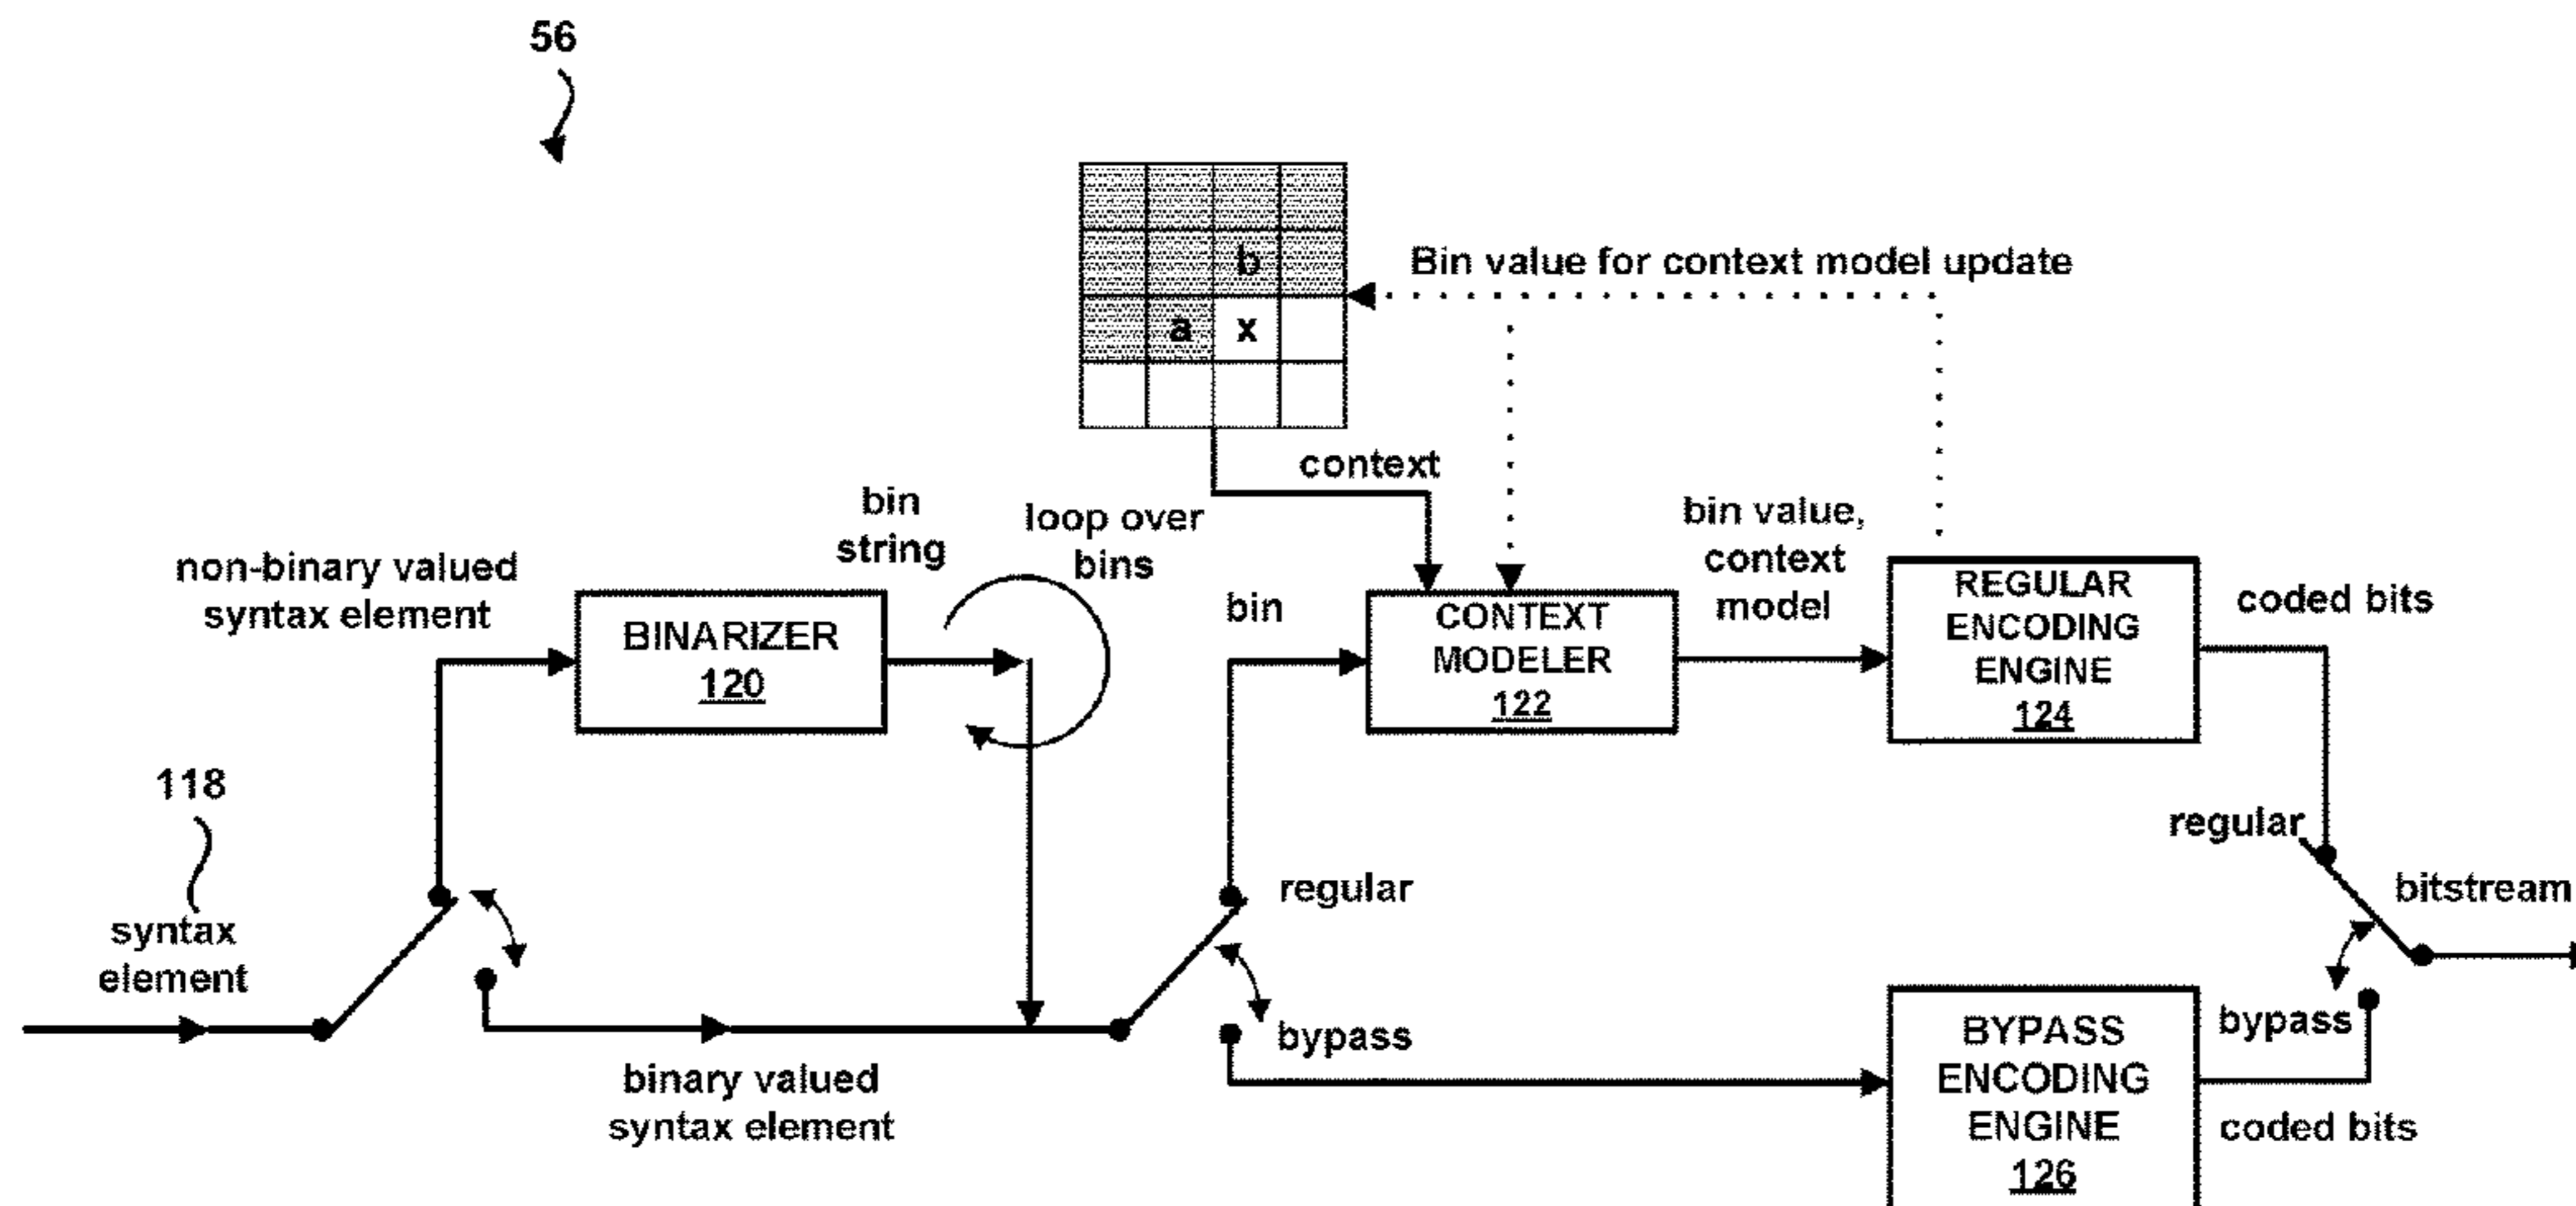 56
b
Bin value for context model update
a
x
context
bin
string
loop over
bins
bin value,
context
model
non-binary valued
syntax element
BINARIZER
120
bin
CONTEXT
MODELER
122
REGULAR
ENCODING
ENGINE
124
coded bits
118
syntax
element
regular
bypass
regular
bitstream
bypass
binary valued
syntax element
BYPASS
ENCODING
ENGINE
126
coded bits